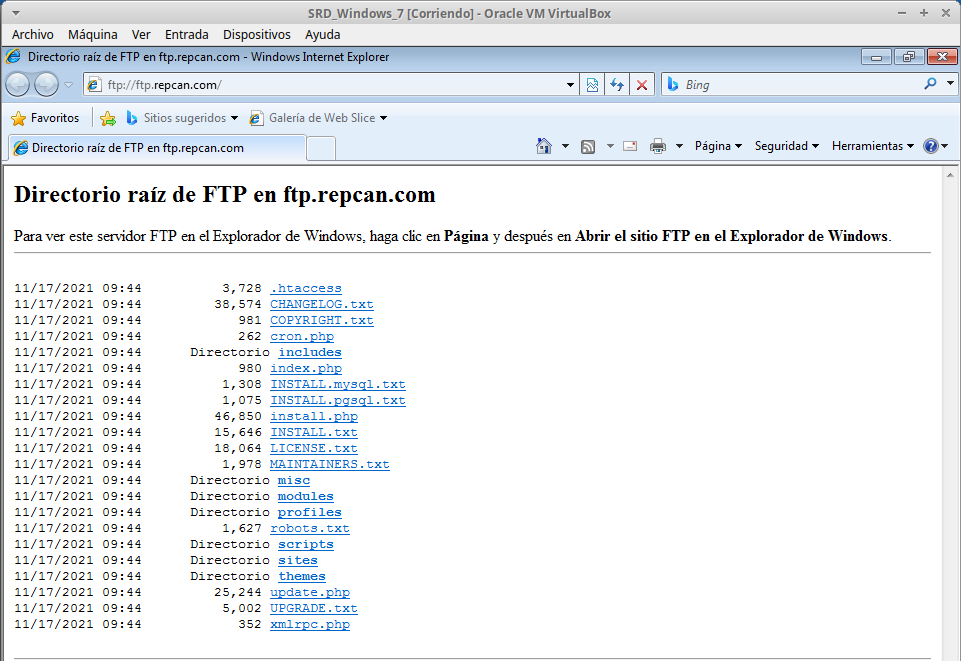 SRD_Windows_7 [Corriendo] - Oracle VM VirtualBox
Archivo Máquina Ver Entrada Dispositivos Ayuda
Directorio raíz de FTP en ftp.repcan.com - Windows Internet Explorer
ftp://ftp.repcan.com/ Bing
Favoritos Sitios sugeridos Galería de Web Slice
Directorio raíz de FTP en ftp.repcan.com Página Seguridad Herramientas
Directorio raíz de FTP en ftp.repcan.com
Para ver este servidor FTP en el Explorador de Windows, haga clic en Página y después en Abrir el sitio FTP en el Explorador de Windows.
11/17/2021 09:44 3,728 .htaccess
11/17/2021 09:44 38,574 CHANGELOG.txt
11/17/2021 09:44 981 COPYRIGHT.txt
11/17/2021 09:44 262 cron.php
11/17/2021 09:44 Directorio includes
11/17/2021 09:44 980 index.php
11/17/2021 09:44 1,308 INSTALL.mysql.txt
11/17/2021 09:44 1,075 INSTALL.pgsql.txt
11/17/2021 09:44 46,850 install.php
11/17/2021 09:44 15,646 INSTALL.txt
11/17/2021 09:44 18,064 LICENSE.txt
11/17/2021 09:44 1,978 MAINTAINERS.txt
11/17/2021 09:44 Directorio misc
11/17/2021 09:44 Directorio modules
11/17/2021 09:44 Directorio profiles
11/17/2021 09:44 1,627 robots.txt
11/17/2021 09:44 Directorio scripts
11/17/2021 09:44 Directorio sites
11/17/2021 09:44 Directorio themes
11/17/2021 09:44 25,244 update.php
11/17/2021 09:44 5,002 UPGRADE.txt
11/17/2021 09:44 352 xmlrpc.php